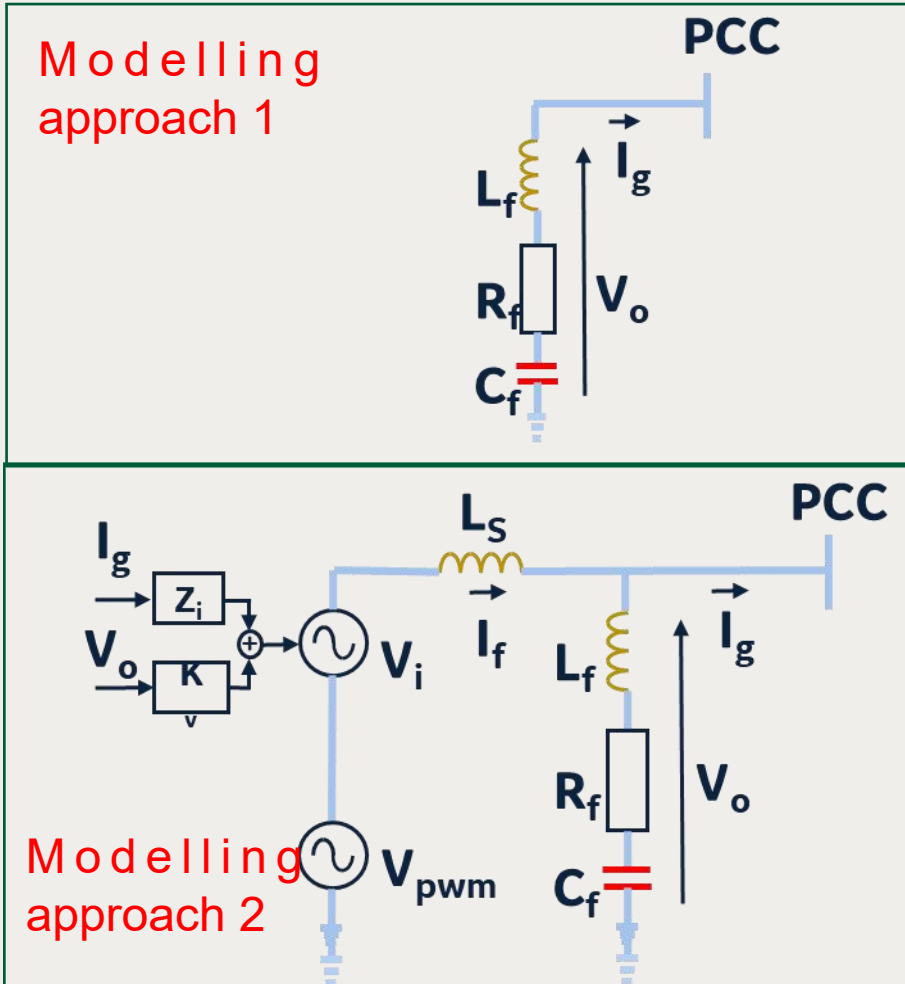 Modelling
approach 1
PCC
Lf
Ig
Rf
Vo
Cf
LS
PCC
Ig
Zi
+
Vo
K
v
Vi
If
Ig
Lf
Rf
Vo
Modelling
approach 2
Vpwm
Cf